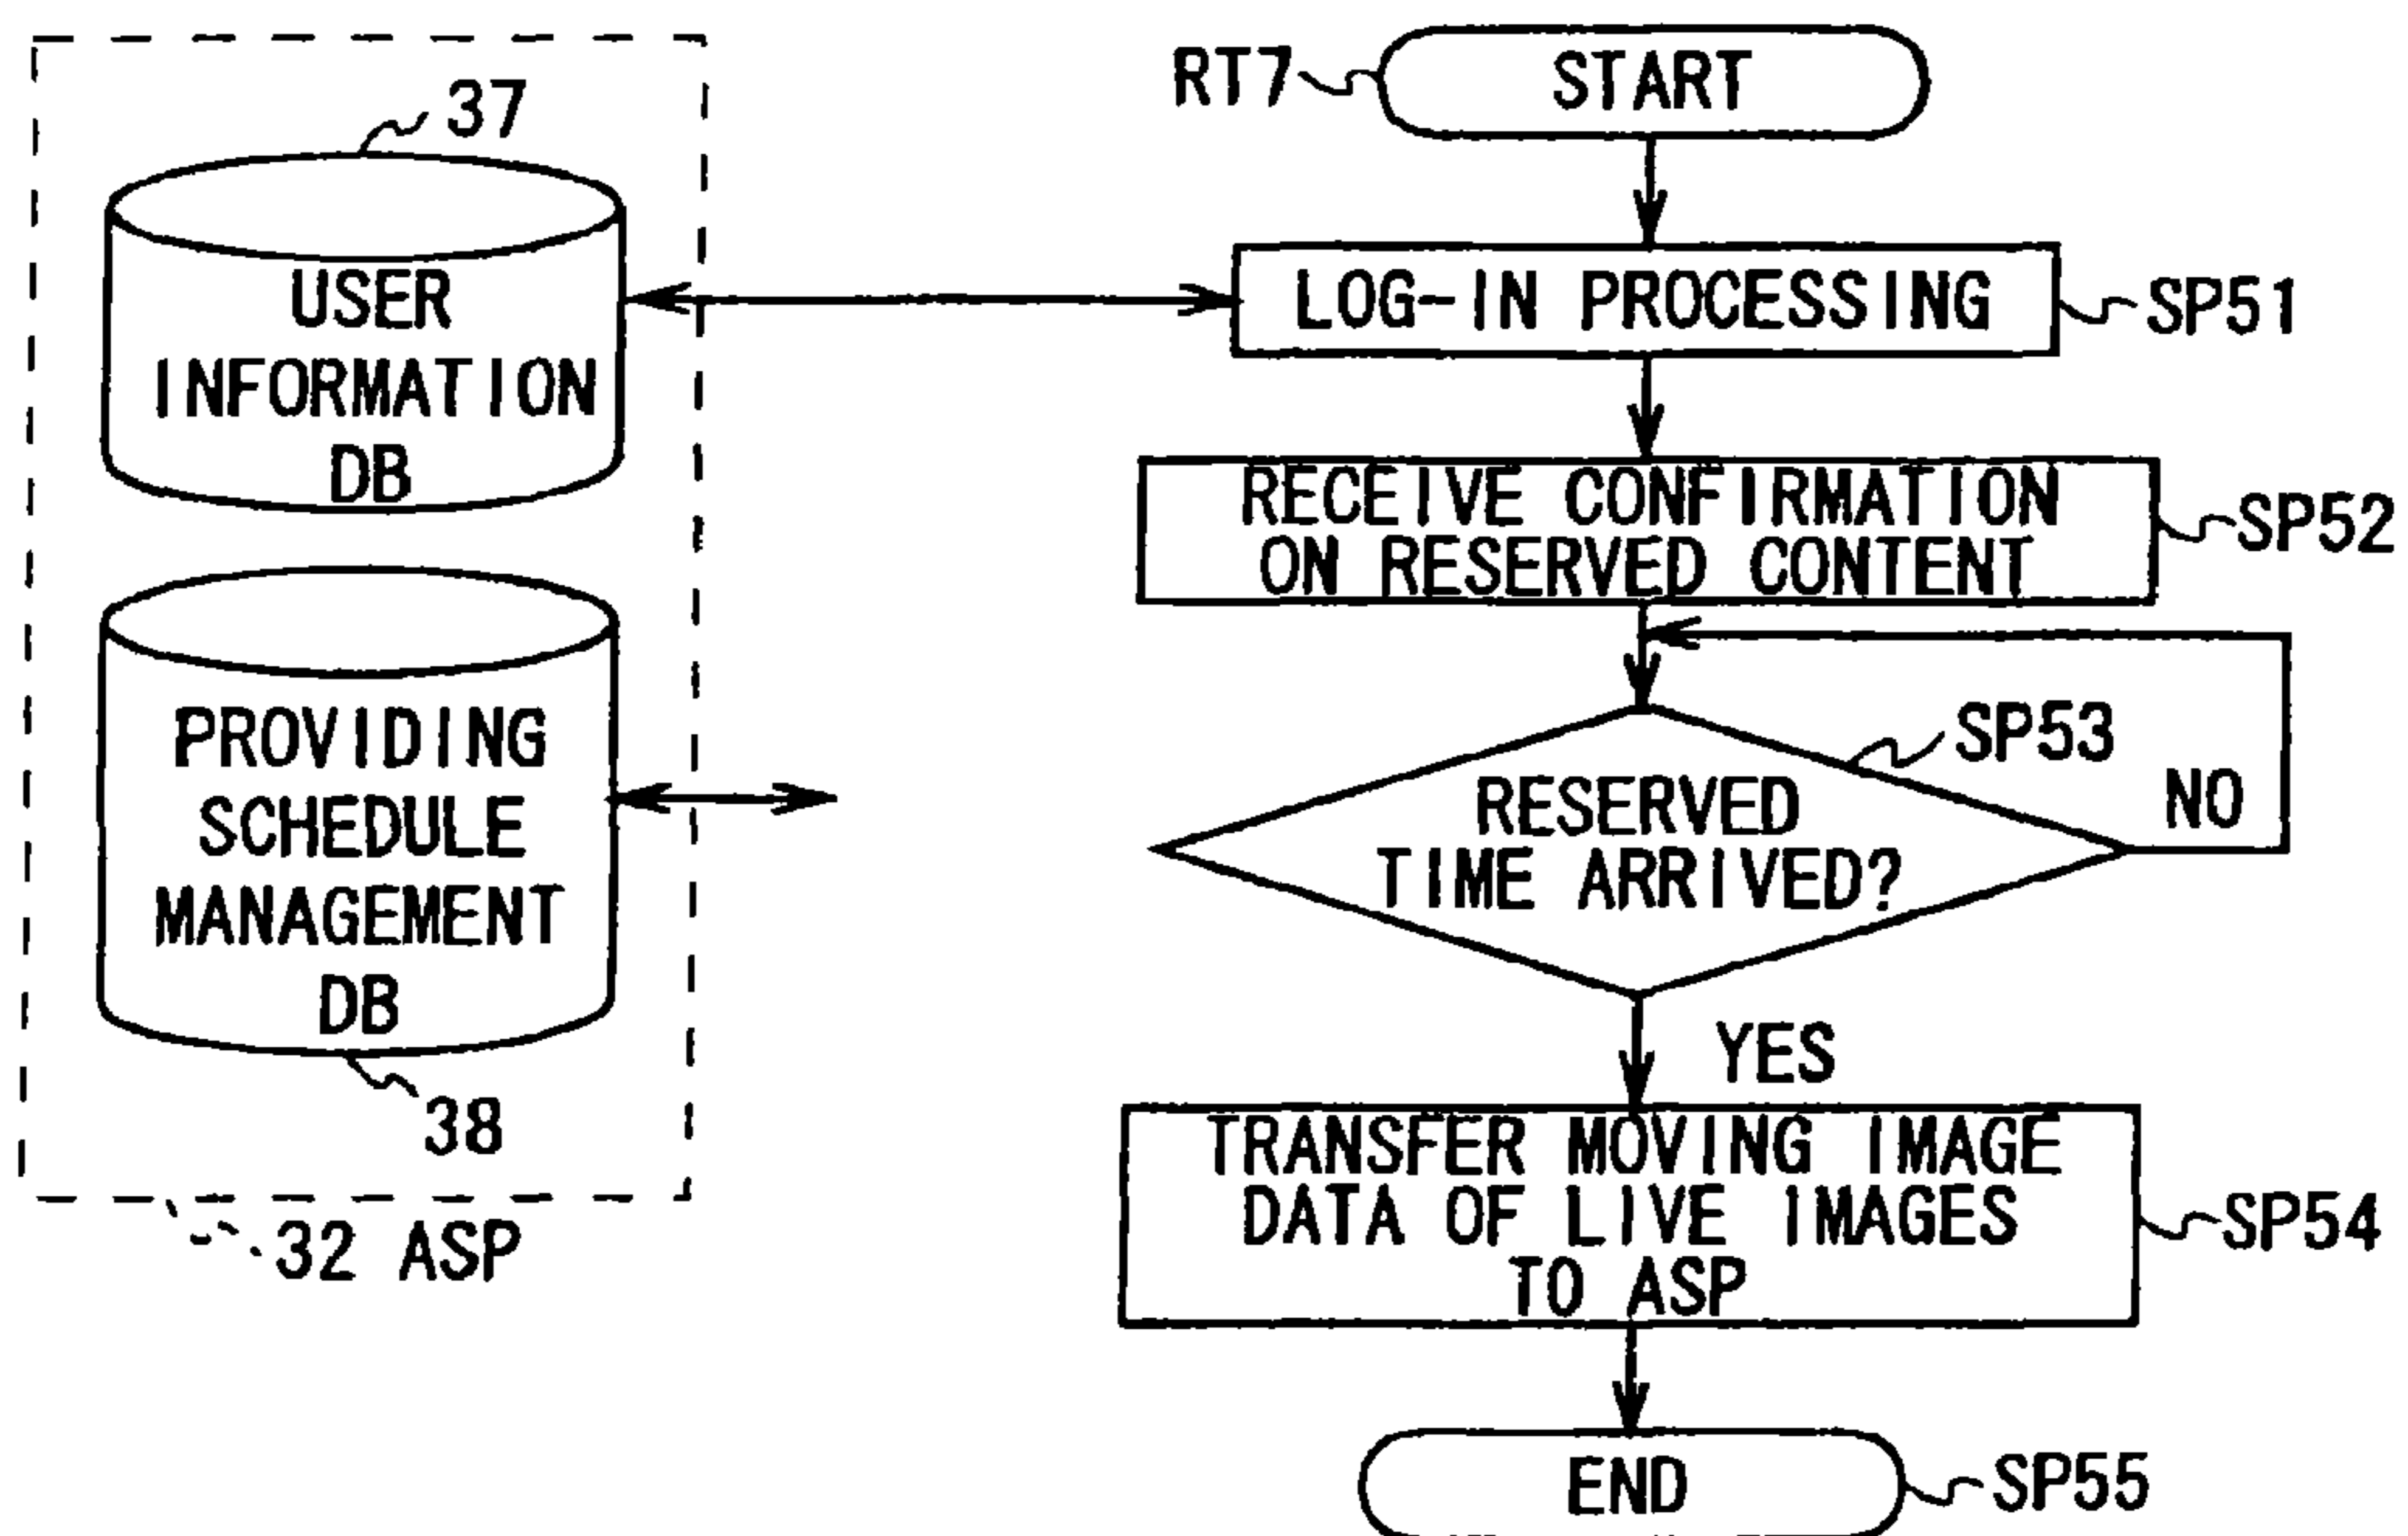 37
USER
INFORMATION
DB
PROVIDING
SCHEDULE
MANAGEMENT
DB
38
32 ASP
RT7
START
LOG-IN PROCESSING
SP51
RECEIVE CONFIRMATION
ON RESERVED CONTENT
SP52
SP53
RESERVED
TIME ARRIVED?
NO
YES
TRANSFER MOVING IMAGE
DATA OF LIVE IMAGES
TO ASP
SP54
END
SP55